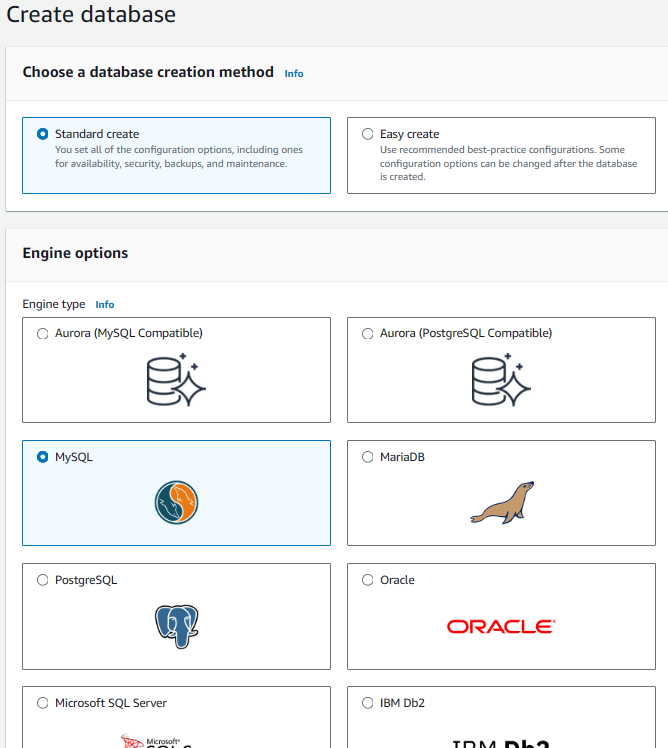 Create database
Choose a database creation method Info
Standard create
You set all of the configuration options, including ones
for availability, security, backups, and maintenance.
Easy create
Use recommended best-practice configurations. Some
configuration options can be changed after the database
is created.
Engine options
Engine type Info
Aurora (MySQL Compatible)
Aurora (PostgreSQL Compatible)
MySQL
MariaDB
PostgreSQL
Oracle
ORACLE®
Microsoft SQL Server
IBM Db2
Microsoft®
IBM Db2